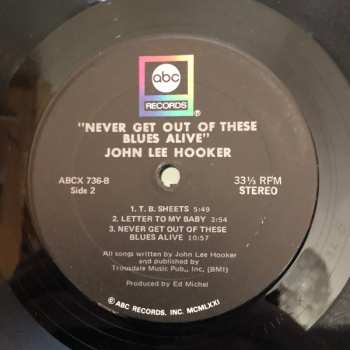 abc
RECORDS®
"NEVER GET OUT OF THESE
BLUES ALIVE"
JOHN LEE HOOKER
ABCX 736-B
Side 2
33⅓ RPM
STEREO
1. T. B. SHEETS 5:49
2. LETTER TO MY BABY 3:54
3. NEVER GET OUT OF THESE
BLUES ALIVE 10:57
All songs written by John Lee Hooker
and published by
Trousdale Music Pub., Inc. (BMI)
Produced by Ed Michel
© ABC RECORDS, INC. MCMLXXI